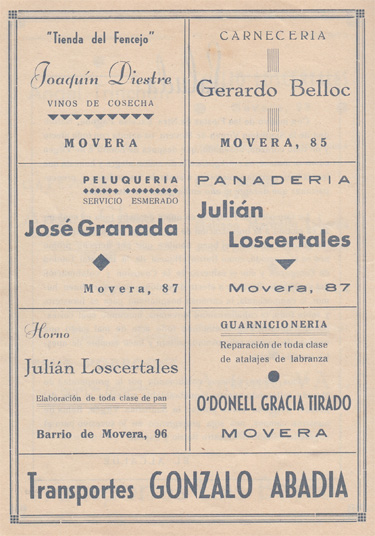 "Tienda del Fencejo"
Joaquín Diestre
VINOS DE COSECHA
MOVERA
CARNECERIA
Gerardo Belloc
MOVERA, 85
PELUQUERIA
SERVICIO ESMERADO
José Granada
Movera, 87
PANADERIA
Julián
Loscertales
Movera, 87
Horno
Julián Loscertales
Elaboración de toda clase de pan
Barrio de Movera, 96
GUARNICIONERIA
Reparación de toda clase
de atalajes de labranza
O'DONELL GRACIA TIRADO
MOVERA
Transportes GONZALO ABADIA